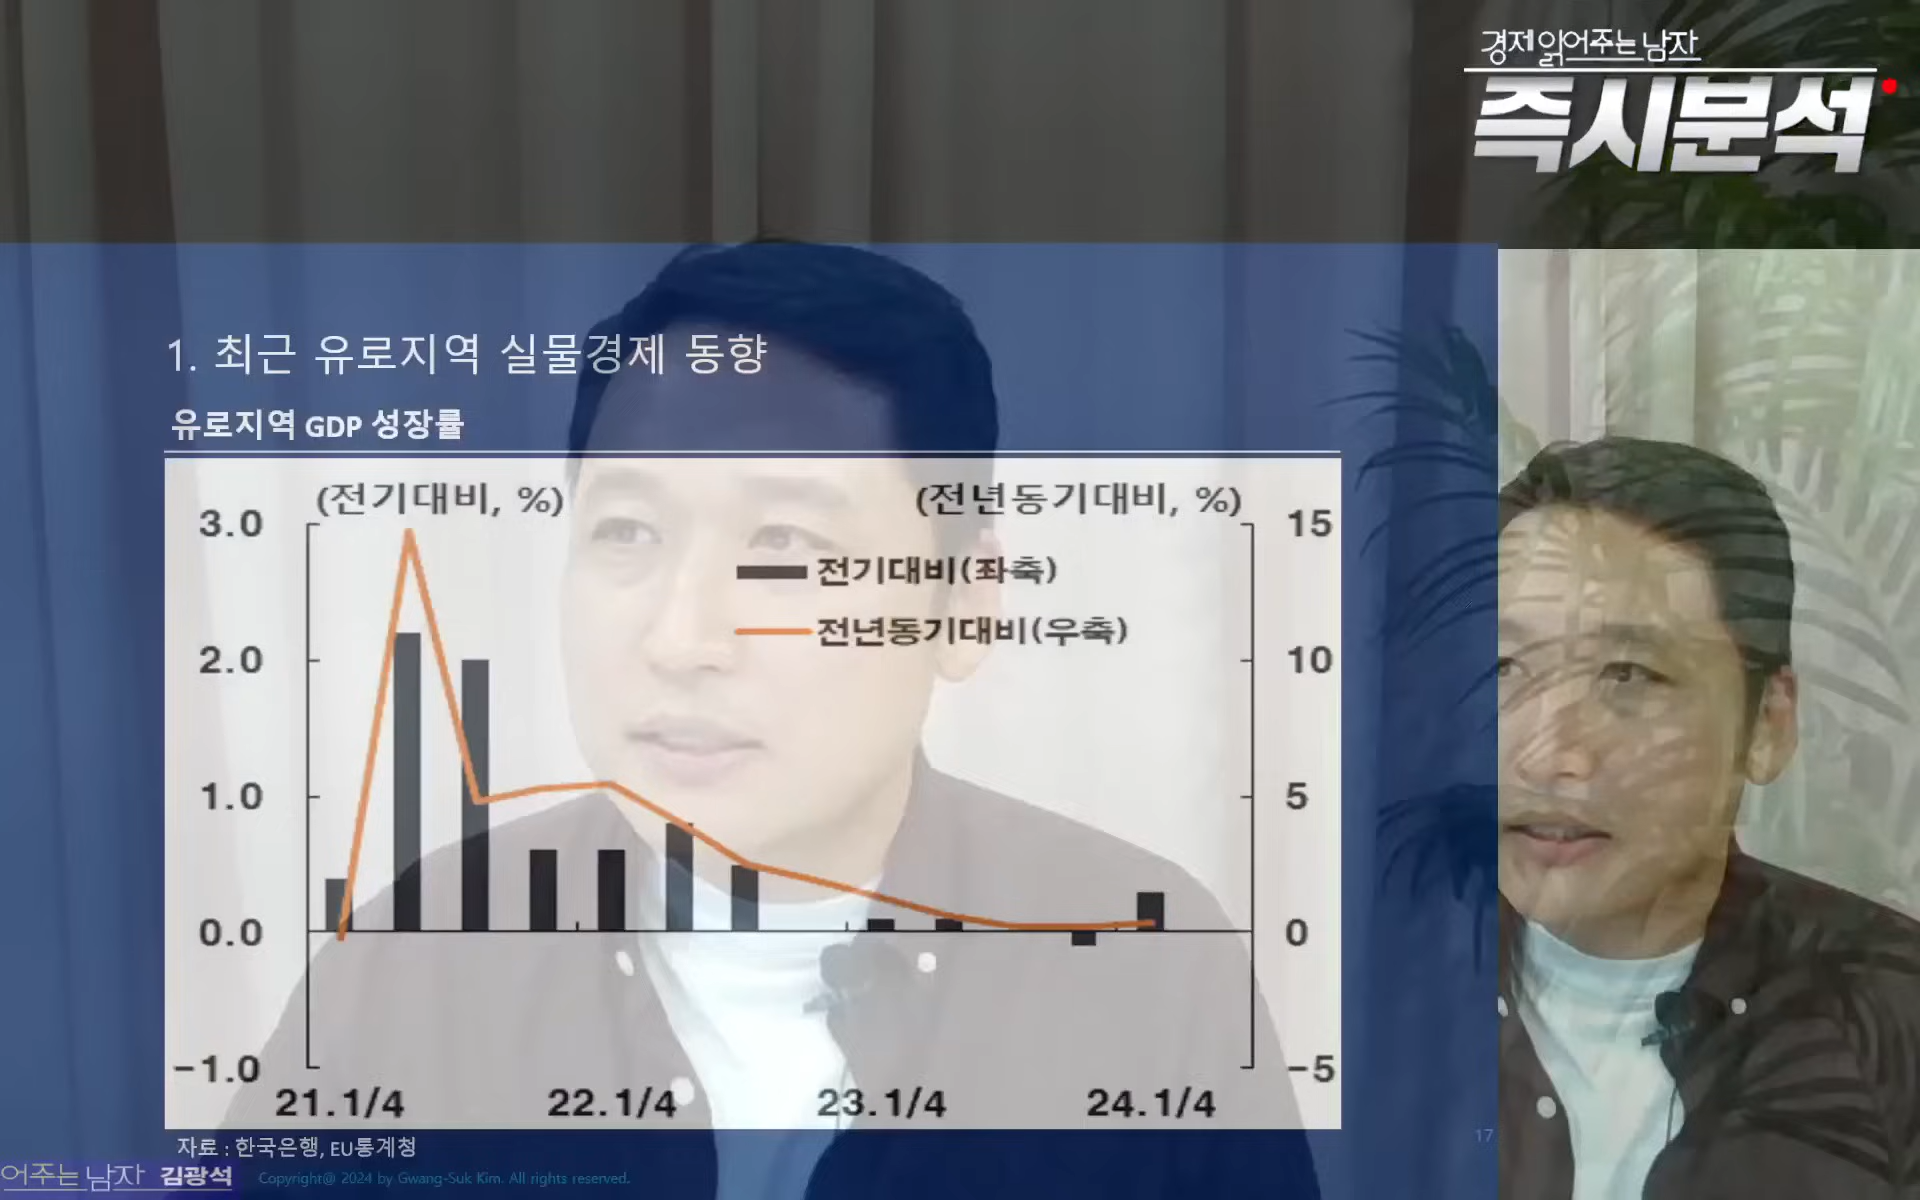 경제 읽어주는 남자
즉시분석
1. 최근 유로지역 실물경제 동향
유로지역 GDP 성장률
(전기대비, %)
(전년동기대비, %)
3.0
15
전기대비(좌축)
전년동기대비(우축)
2.0
10
1.0
5
0.0
0
-1.0
-5
21.1/4
22.1/4
23.1/4
24.1/4
자료 : 한국은행, EU통계청
17
어주는 남자 김광석
Copyright@ 2024 by Gwang-Suk Kim. All rights reserved.